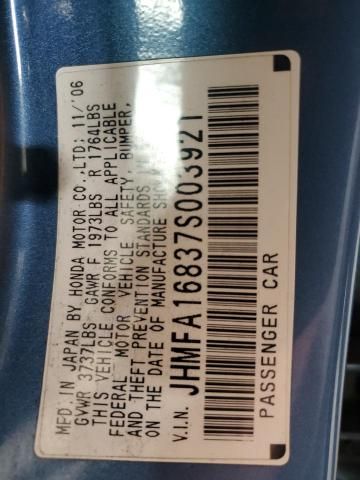 MFD. IN JAPAN BY HONDA MOTOR CO.,LTD; 11/'06
GVWR 3737LBS GAWR F 1973LBS R 1764LBS
THIS VEHICLE CONFORMS TO ALL APPLICABLE
FEDERAL MOTOR VEHICLE SAFETY, BUMPER,
AND THEFT PREVENTION STANDARDS
ON THE DATE OF MANUFACTURE
V.I.N. JHMFA16837S003921
PASSENGER CAR